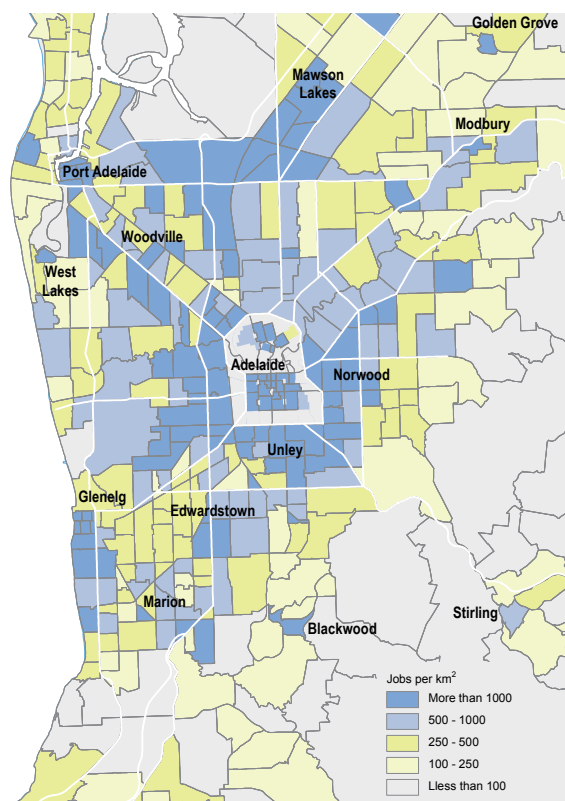 Golden Grove
Mawson
Lakes
Modbury
Port Adelaide
Woodville
West
Lakes
Adelaide
Norwood
Unley
Glenelg
Edwardstown
Marion
Blackwood
Stirling
Jobs per km²
More than 1000
500 - 1000
250 - 500
100 - 250
Lless than 100